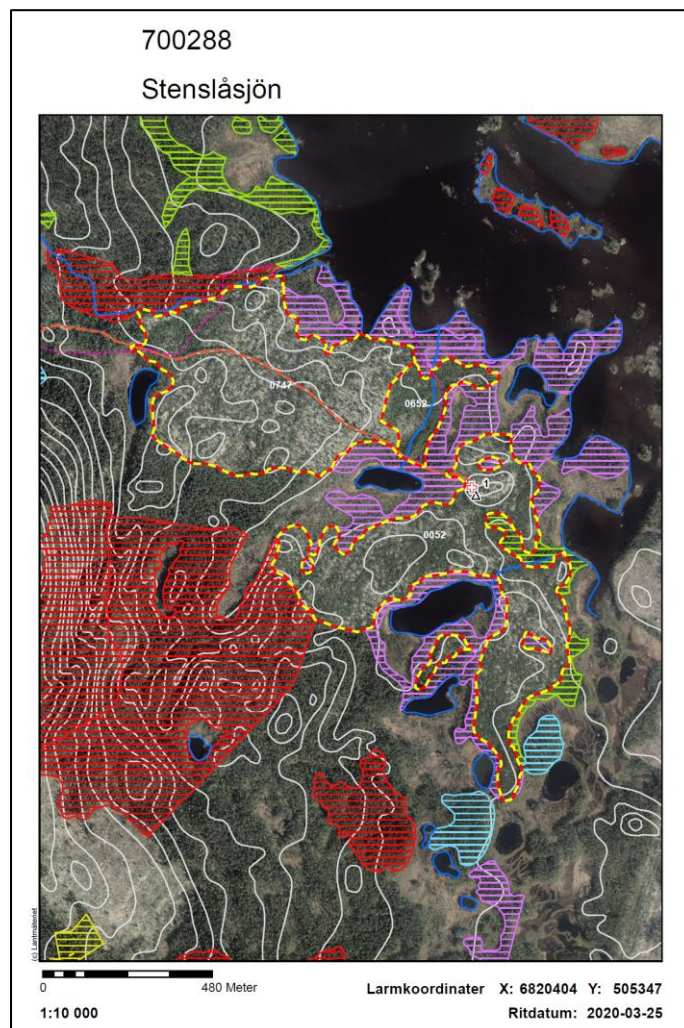 700288
Stenslåsjön
0747
0652
1
0052
(c) Lantmäteriet
0 480 Meter
Larmkoordinater X: 6820404 Y: 505347
1:10 000 Ritdatum: 2020-03-25